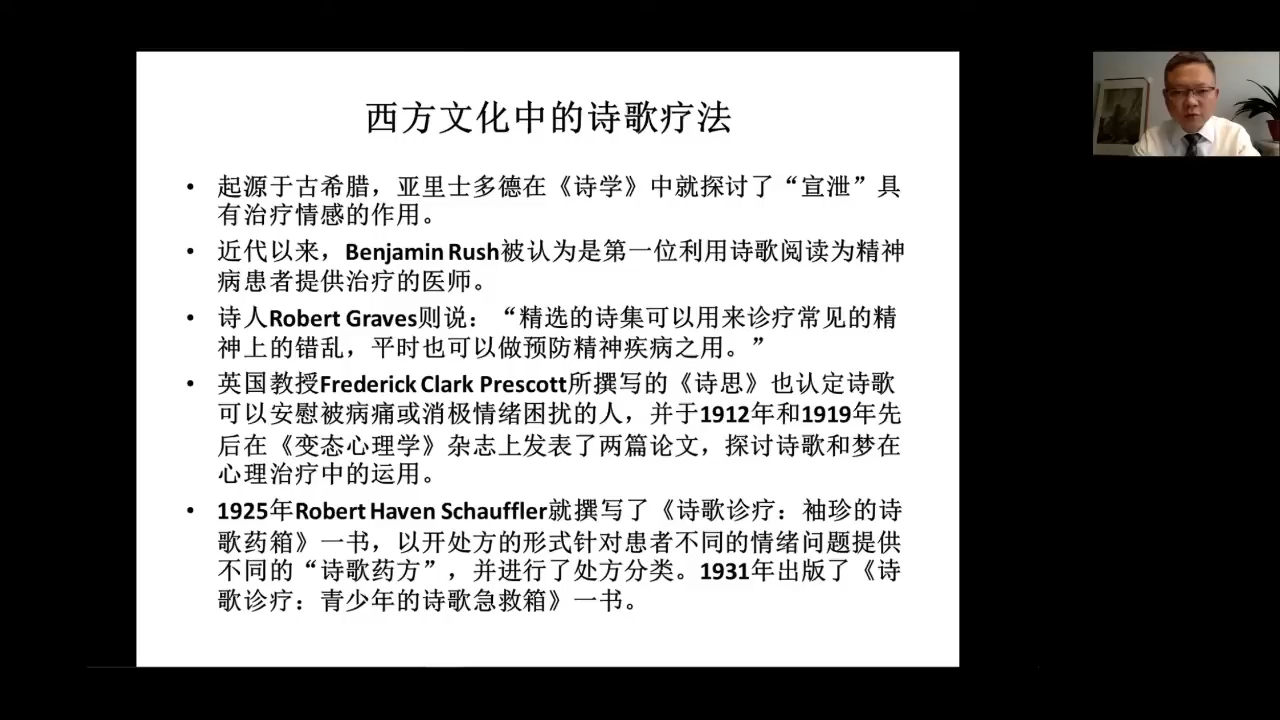 西方文化中的诗歌疗法
• 起源于古希腊，亚里士多德在《诗学》中就探讨了“宣泄”具
有治疗情感的作用。
• 近代以来，Benjamin Rush被认为是第一位利用诗歌阅读为精神
病患者提供治疗的医师。
• 诗人Robert Graves则说：“精选的诗集可以用来诊疗常见的精
神上的错乱，平时也可以做预防精神疾病之用。”
• 英国教授Frederick Clark Prescott所撰写的《诗思》也认定诗歌
可以安慰被病痛或消极情绪困扰的人，并于1912年和1919年先
后在《变态心理学》杂志上发表了两篇论文，探讨诗歌和梦在
心理治疗中的运用。
• 1925年Robert Haven Schauffler就撰写了《诗歌诊疗：袖珍的诗
歌药箱》一书，以开处方的形式针对患者不同的情绪问题提供
不同的“诗歌药方”，并进行了处方分类。1931年出版了《诗
歌诊疗：青少年的诗歌急救箱》一书。